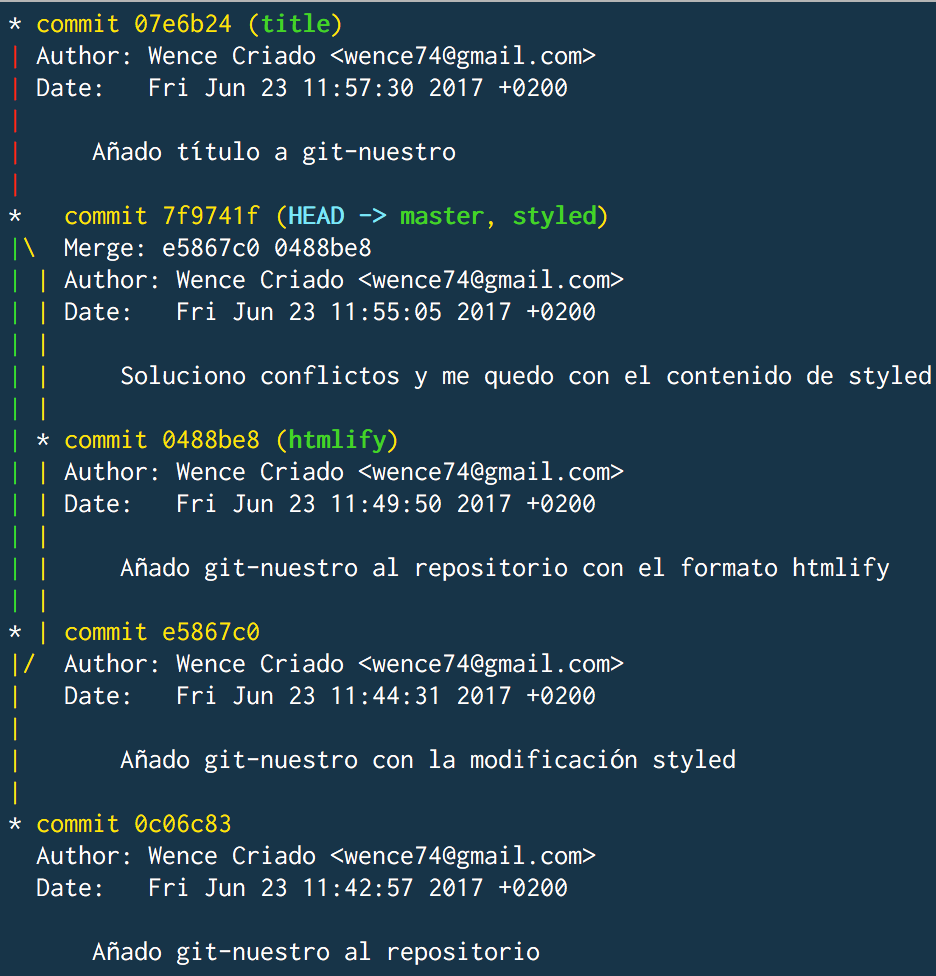 * commit 07e6b24 (title)
| Author: Wence Criado <wence74@gmail.com>
| Date:   Fri Jun 23 11:57:30 2017 +0200
|
|     Añado título a git-nuestro
|
*   commit 7f9741f (HEAD -> master, styled)
|\  Merge: e5867c0 0488be8
| | Author: Wence Criado <wence74@gmail.com>
| | Date:   Fri Jun 23 11:55:05 2017 +0200
| |
| |     Soluciono conflictos y me quedo con el contenido de styled
| |
| * commit 0488be8 (htmlify)
| | Author: Wence Criado <wence74@gmail.com>
| | Date:   Fri Jun 23 11:49:50 2017 +0200
| |
| |     Añado git-nuestro al repositorio con el formato htmlify
| |
* | commit e5867c0
|/  Author: Wence Criado <wence74@gmail.com>
|   Date:   Fri Jun 23 11:44:31 2017 +0200
|
|       Añado git-nuestro con la modificación styled
|
* commit 0c06c83
  Author: Wence Criado <wence74@gmail.com>
  Date:   Fri Jun 23 11:42:57 2017 +0200

      Añado git-nuestro al repositorio